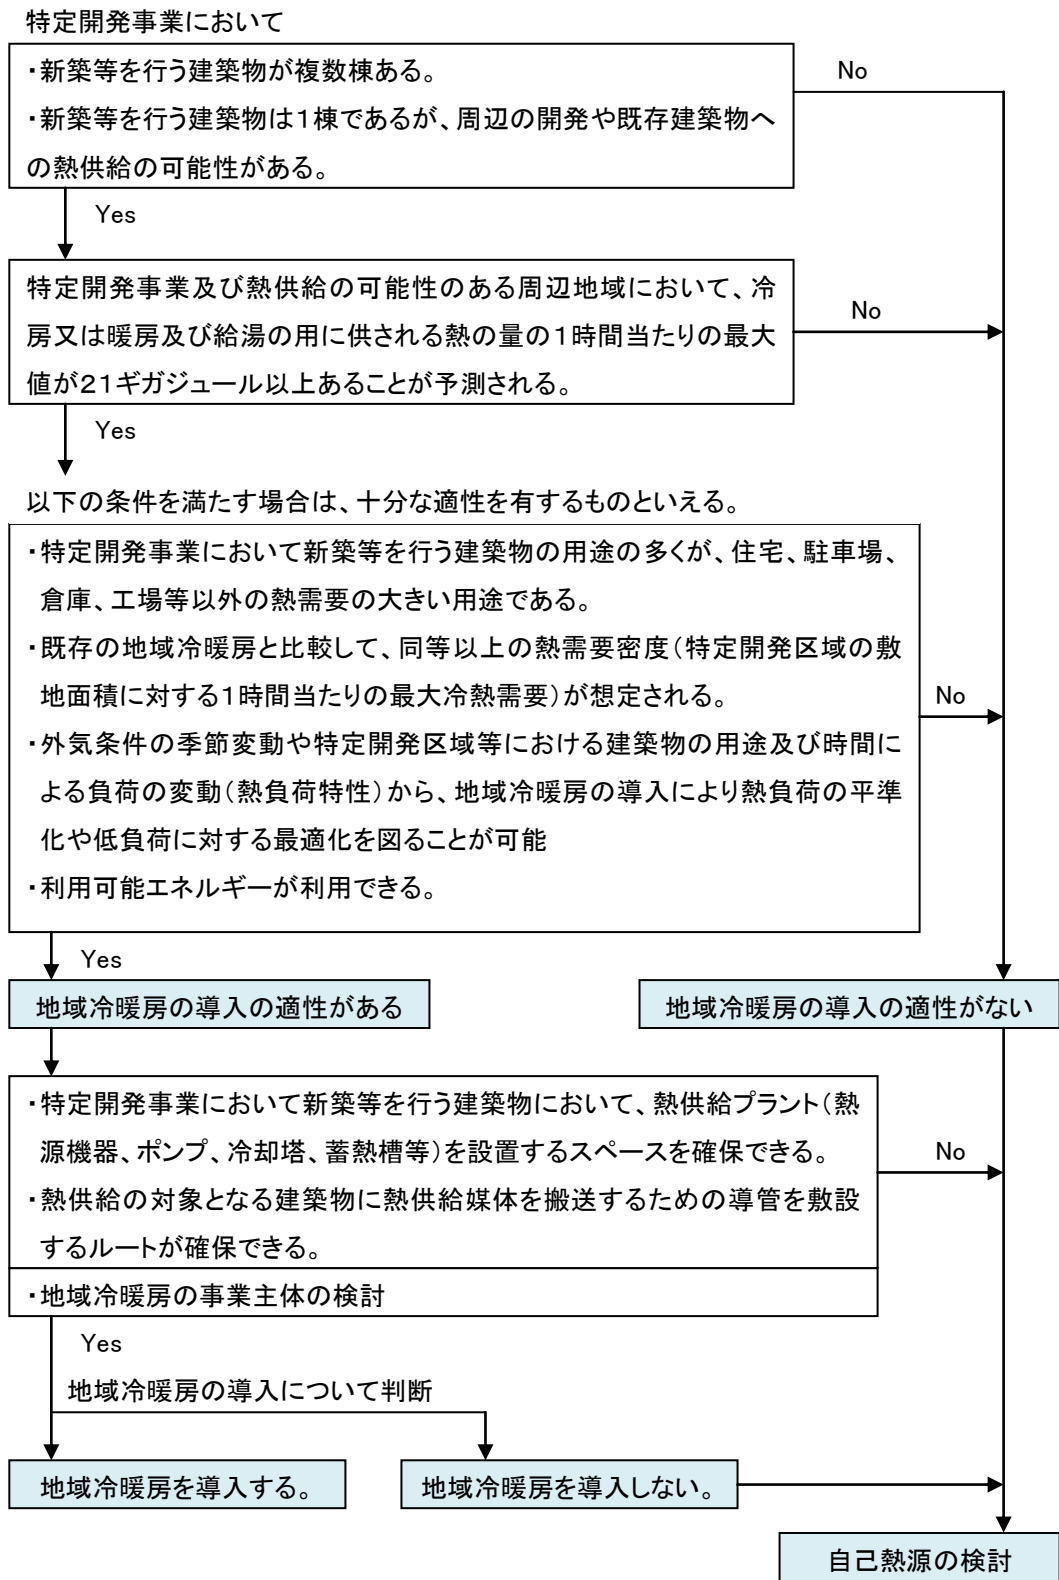 特定開発事業において
・新築等を行う建築物が複数棟ある。
No
・新築等を行う建築物は１棟であるが、周辺の開発や既存建築物へ
の熱供給の可能性がある。
Yes
特定開発事業及び熱供給の可能性のある周辺地域において、冷
房又は暖房及び給湯の用に供される熱の量の１時間当たりの最大
値が２１ギガジュール以上あることが予測される。
No
Yes
以下の条件を満たす場合は、十分な適性を有するものといえる。
・特定開発事業において新築等を行う建築物の用途の多くが、住宅、駐車場、
倉庫、工場等以外の熱需要の大きい用途である。
・既存の地域冷暖房と比較して、同等以上の熱需要密度（特定開発区域の敷
地面積に対する１時間当たりの最大冷熱需要）が想定される。
No
・外気条件の季節変動や特定開発区域等における建築物の用途及び時間に
よる負荷の変動（熱負荷特性）から、地域冷暖房の導入により熱負荷の平準
化や低負荷に対する最適化を図ることが可能
・利用可能エネルギーが利用できる。
Yes
地域冷暖房の導入の適性がある
地域冷暖房の導入の適性がない
・特定開発事業において新築等を行う建築物において、熱供給プラント（熱
源機器、ポンプ、冷却塔、蓄熱槽等）を設置するスペースを確保できる。
No
・熱供給の対象となる建築物に熱供給媒体を搬送するための導管を敷設
するルートが確保できる。
・地域冷暖房の事業主体の検討
Yes
地域冷暖房の導入について判断
地域冷暖房を導入する。
地域冷暖房を導入しない。
自己熱源の検討